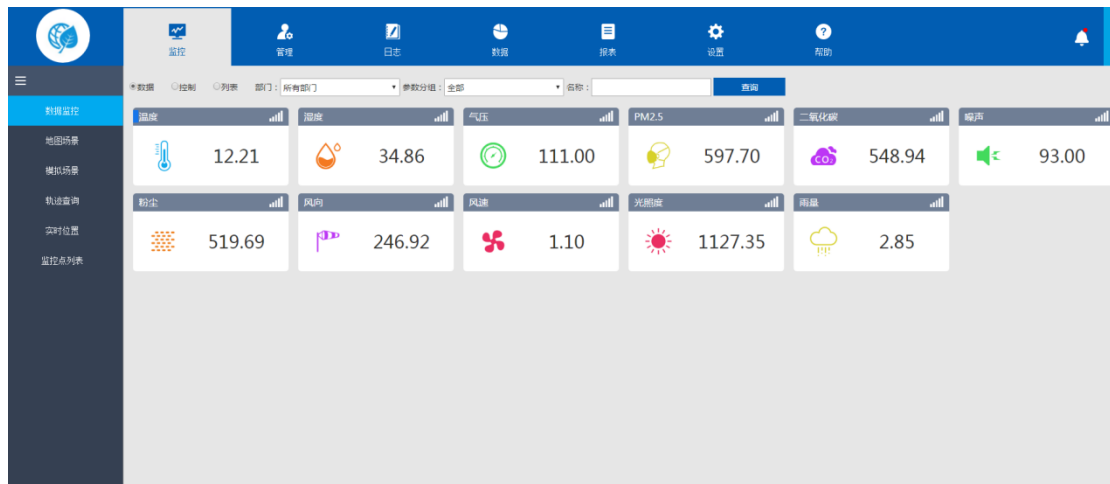 监控 管理 日志 数据 报表 设置 帮助
数据监控
地图场景
模拟场景
轨迹查询
实时位置
监控点列表
数据 控制 列表 部门： 所有部门 参数分组： 全部 名称： 查询
温度 湿度 气压 PM2.5 二氧化碳 噪声
12.21 34.86 111.00 597.70 CO2 548.94 93.00
粉尘 风向 风速 光照度 雨量
519.69 246.92 1.10 1127.35 2.85